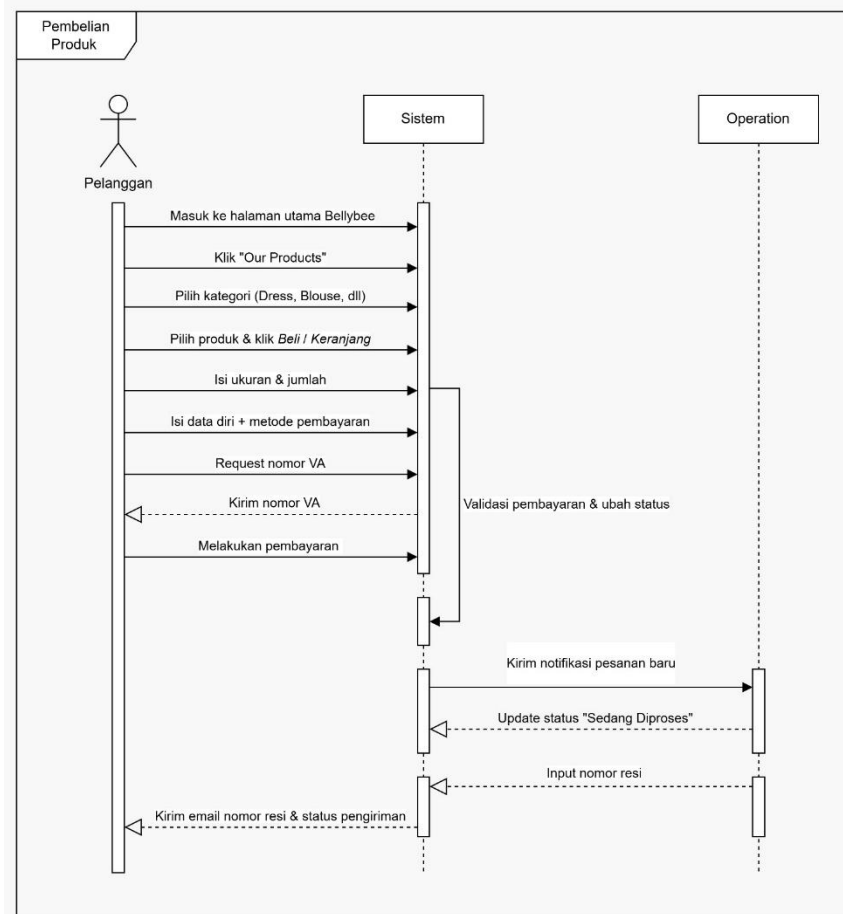 Pembelian
Produk
Sistem
Operation
Pelanggan
Masuk ke halaman utama Bellybee
Klik "Our Products"
Pilih kategori (Dress, Blouse, dll)
Pilih produk & klik Beli / Keranjang
Isi ukuran & jumlah
Isi data diri + metode pembayaran
Request nomor VA
Kirim nomor VA
Validasi pembayaran & ubah status
Melakukan pembayaran
Kirim notifikasi pesanan baru
Update status "Sedang Diproses"
Input nomor resi
Kirim email nomor resi & status pengiriman